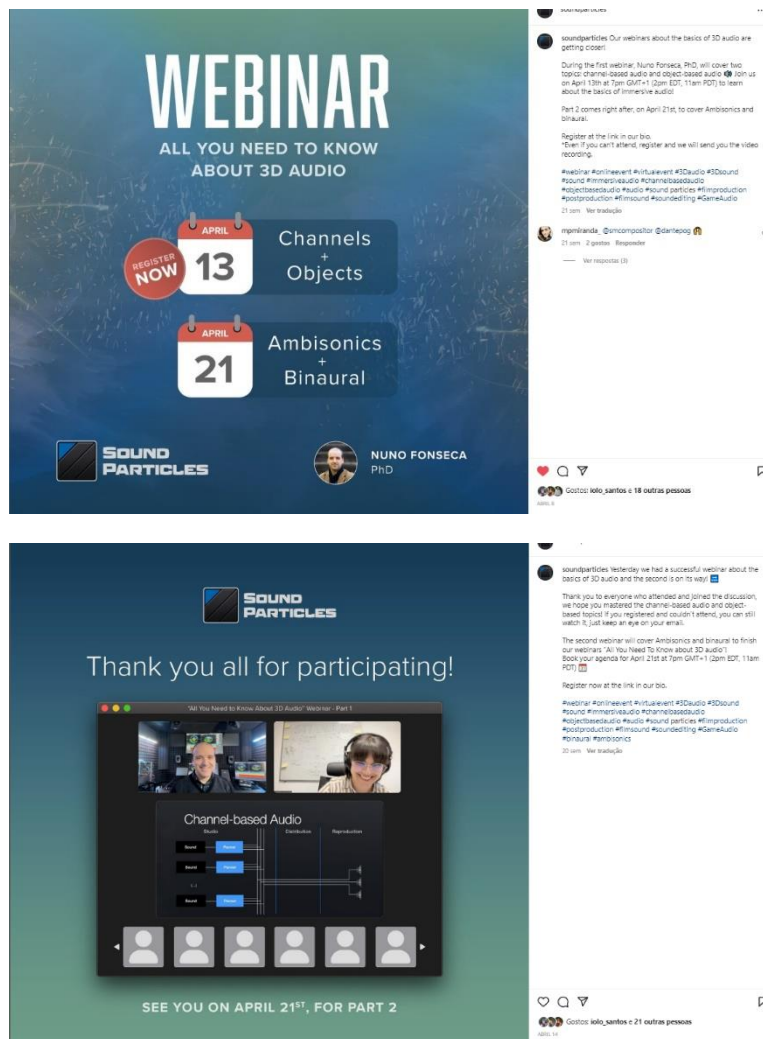 soundparticles
WEBINAR
ALL YOU NEED TO KNOW
ABOUT 3D AUDIO
REGISTER
NOW
APRIL
13
Channels
+
Objects
APRIL
21
Ambisonics
+
Binaural
SOUND
PARTICLES
NUNO FONSECA
PhD
soundparticles Our webinars about the basics of 3D audio are
getting closer!
During the first webinar, Nuno Fonseca, PhD, will cover two
topics: channel-based audio and object-based audio Join us
on April 13th at 7pm GMT+1 (2pm EDT, 11am PDT) to learn
about the basics of immersive audio!
Part 2 comes right after, on April 21st, to cover Ambisonics and
binaural.
Register at the link in our bio.
*Even if you can't attend, register and we will send you the video
recording.
#webinar #onlineevent #virtualevent #3Daudio #3Dsound
#sound #immersiveaudio #channelbasedaudio
#objectbasedaudio #audio #sound particles #filmproduction
#postproduction #filmsound #soundediting #GameAudio
21 sem Ver tradução
mpmiranda_ @smcompositor @dantepog
21 sem 2 gostos Responder
Ver respostas (3)
Gostos: iolo_santos e 18 outras pessoas
ABRIL
SOUND
PARTICLES
Thank you all for participating!
"All You Need to Know About 3D Audio" Webinar - Part 1
Channel-based Audio
Studio Distribution Reproduction
Sound Panner
Sound Panner
(...)
Sound Panner
SEE YOU ON APRIL 21ST, FOR PART 2
soundparticles Yesterday we had a successful webinar about the
basics of 3D audio and the second is on its way!
Thank you to everyone who attended and joined the discussion,
we hope you mastered the channel-based audio and object-
based topics! If you registered and couldn't attend, you can still
watch it, just keep an eye on your email.
The second webinar will cover Ambisonics and binaural to finish
our webinars "All You Need To Know about 3D audio"!
Book your agenda for April 21st at 7pm GMT+1 (2pm EDT, 11am
PDT)
Register now at the link in our bio.
#webinar #onlineevent #virtualevent #3Daudio #3Dsound
#sound #immersiveaudio #channelbasedaudio
#objectbasedaudio #audio #sound particles #filmproduction
#postproduction #filmsound #soundediting #GameAudio
#binaural #ambisonics
20 sem Ver tradução
Gostos: iolo_santos e 21 outras pessoas
ABRIL 14